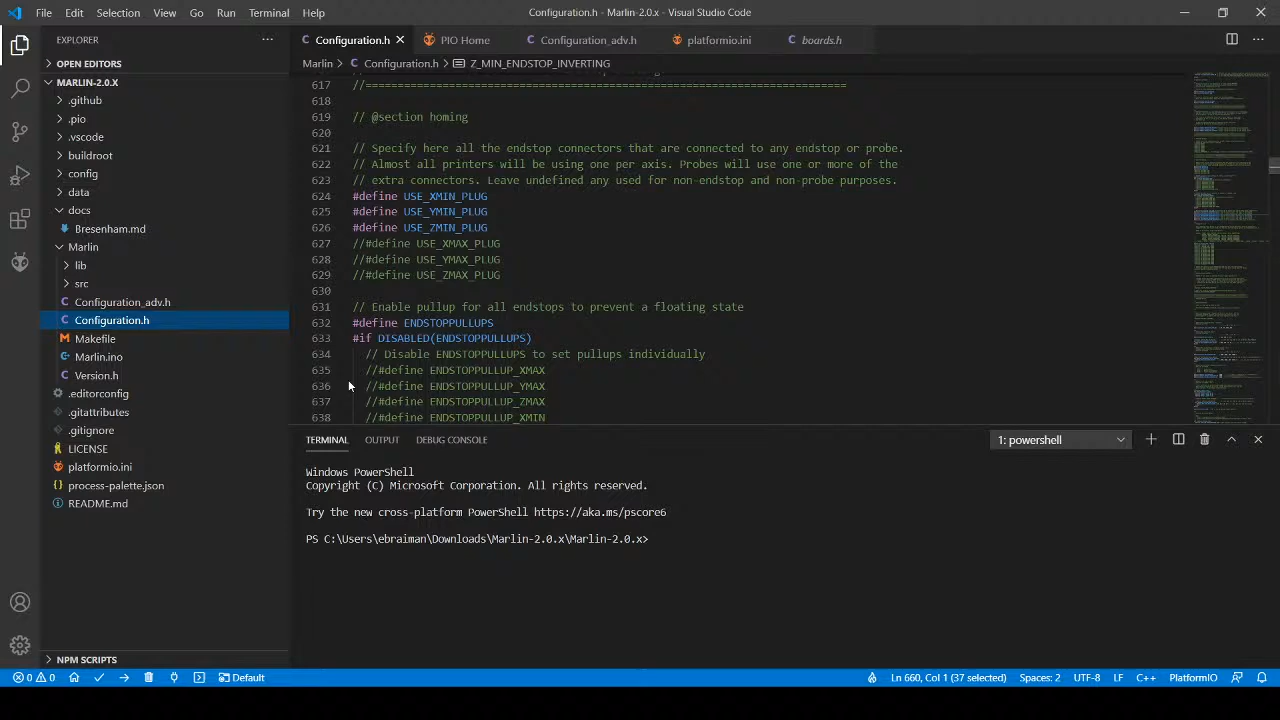 File Edit Selection View Go Run Terminal Help
Configuration.h - Marlin-2.0.x - Visual Studio Code
EXPLORER
OPEN EDITORS
MARLIN-2.0.X
.github
.pio
.vscode
buildroot
config
data
docs
Bresenham.md
Marlin
lib
src
Configuration_adv.h
Configuration.h
Makefile
Marlin.ino
Version.h
.editorconfig
.gitattributes
.gitignore
LICENSE
platformio.ini
process-palette.json
README.md
NPM SCRIPTS
Configuration.h PIO Home Configuration_adv.h platformio.ini boards.h
Marlin > Configuration.h > Z_MIN_ENDSTOP_INVERTING
617 //=============================================================================
618
619 // @section homing
620
621 // Specify here all the endstop connectors that are connected to any endstop or probe.
622 // Almost all printers will be using one per axis. Probes will use one or more of the
623 // extra connectors. Leave undefined any used for non-endstop and non-probe purposes.
624 #define USE_XMIN_PLUG
625 #define USE_YMIN_PLUG
626 #define USE_ZMIN_PLUG
627 //#define USE_XMAX_PLUG
628 //#define USE_YMAX_PLUG
629 //#define USE_ZMAX_PLUG
630
631 // Enable pullup for all endstops to prevent a floating state
632 #define ENDSTOPPULLUPS
633 #if DISABLED(ENDSTOPPULLUPS)
634 // Disable ENDSTOPPULLUPS to set pullups individually
635 //#define ENDSTOPPULLUP_XMAX
636 //#define ENDSTOPPULLUP_YMAX
637 //#define ENDSTOPPULLUP_ZMAX
638 //#define ENDSTOPPULLUP_XMIN
TERMINAL OUTPUT DEBUG CONSOLE
1: powershell
Windows PowerShell
Copyright (C) Microsoft Corporation. All rights reserved.
Try the new cross-platform PowerShell https://aka.ms/pscore6
PS C:\Users\ebraiman\Downloads\Marlin-2.0.x\Marlin-2.0.x>
0 0 Default
Ln 660, Col 1 (37 selected) Spaces: 2 UTF-8 LF C++ PlatformIO